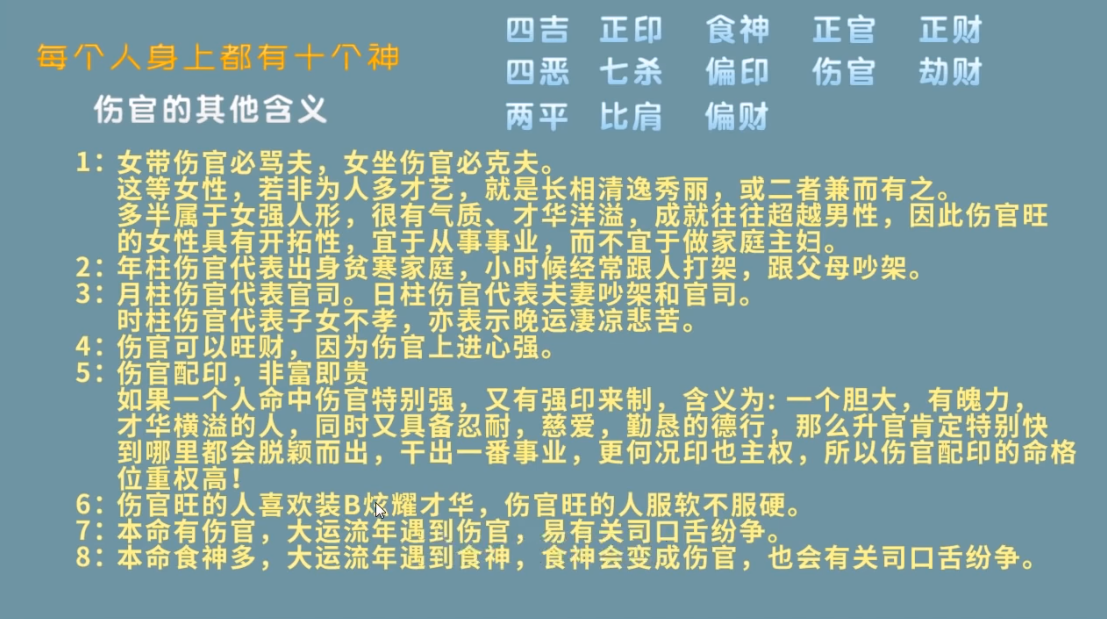 每个人身上都有十个神
伤官的其他含义
四吉 正印 食神 正官 正财
四恶 七杀 偏印 伤官 劫财
两平 比肩 偏财
1：女带伤官必骂夫，女坐伤官必克夫。
这等女性，若非为人多才艺，就是长相清逸秀丽，或二者兼而有之。
多半属于女强人形，很有气质、才华洋溢，成就往往超越男性，因此伤官旺
的女性具有开拓性，宜于从事事业，而不宜于做家庭主妇。
2：年柱伤官代表出身贫寒家庭，小时候经常跟人打架，跟父母吵架。
3：月柱伤官代表官司。日柱伤官代表夫妻吵架和官司。
时柱伤官代表子女不孝，亦表示晚运凄凉悲苦。
4：伤官可以旺财，因为伤官上进心强。
5：伤官配印，非富即贵
如果一个人命中伤官特别强，又有强印来制，含义为：一个胆大，有魄力，
才华横溢的人，同时又具备忍耐，慈爱，勤恳的德行，那么升官肯定特别快
到哪里都会脱颖而出，干出一番事业，更何况印也主权，所以伤官配印的命格
位重权高！
6：伤官旺的人喜欢装B炫耀才华，伤官旺的人服软不服硬。
7：本命有伤官，大运流年遇到伤官，易有关司口舌纷争。
8：本命食神多，大运流年遇到食神，食神会变成伤官，也会有关司口舌纷争。